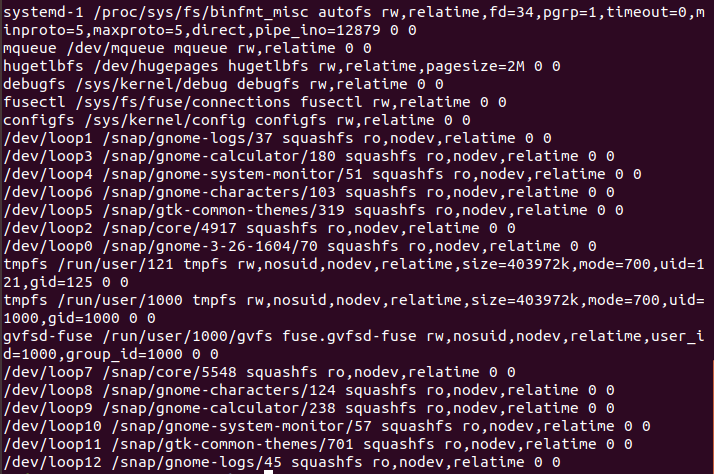 systemd-1 /proc/sys/fs/binfmt_misc autofs rw,relatime,fd=34,pgrp=1,timeout=0,m
inproto=5,maxproto=5,direct,pipe_ino=12879 0 0
mqueue /dev/mqueue mqueue rw,relatime 0 0
hugetlbfs /dev/hugepages hugetlbfs rw,relatime,pagesize=2M 0 0
debugfs /sys/kernel/debug debugfs rw,relatime 0 0
fusectl /sys/fs/fuse/connections fusectl rw,relatime 0 0
configfs /sys/kernel/config configfs rw,relatime 0 0
/dev/loop1 /snap/gnome-logs/37 squashfs ro,nodev,relatime 0 0
/dev/loop3 /snap/gnome-calculator/180 squashfs ro,nodev,relatime 0 0
/dev/loop4 /snap/gnome-system-monitor/51 squashfs ro,nodev,relatime 0 0
/dev/loop6 /snap/gnome-characters/103 squashfs ro,nodev,relatime 0 0
/dev/loop5 /snap/gtk-common-themes/319 squashfs ro,nodev,relatime 0 0
/dev/loop2 /snap/core/4917 squashfs ro,nodev,relatime 0 0
/dev/loop0 /snap/gnome-3-26-1604/70 squashfs ro,nodev,relatime 0 0
tmpfs /run/user/121 tmpfs rw,nosuid,nodev,relatime,size=403972k,mode=700,uid=1
21,gid=125 0 0
tmpfs /run/user/1000 tmpfs rw,nosuid,nodev,relatime,size=403972k,mode=700,uid=
1000,gid=1000 0 0
gvfsd-fuse /run/user/1000/gvfs fuse.gvfsd-fuse rw,nosuid,nodev,relatime,user_i
d=1000,group_id=1000 0 0
/dev/loop7 /snap/core/5548 squashfs ro,nodev,relatime 0 0
/dev/loop8 /snap/gnome-characters/124 squashfs ro,nodev,relatime 0 0
/dev/loop9 /snap/gnome-calculator/238 squashfs ro,nodev,relatime 0 0
/dev/loop10 /snap/gnome-system-monitor/57 squashfs ro,nodev,relatime 0 0
/dev/loop11 /snap/gtk-common-themes/701 squashfs ro,nodev,relatime 0 0
/dev/loop12 /snap/gnome-logs/45 squashfs ro,nodev,relatime 0 0